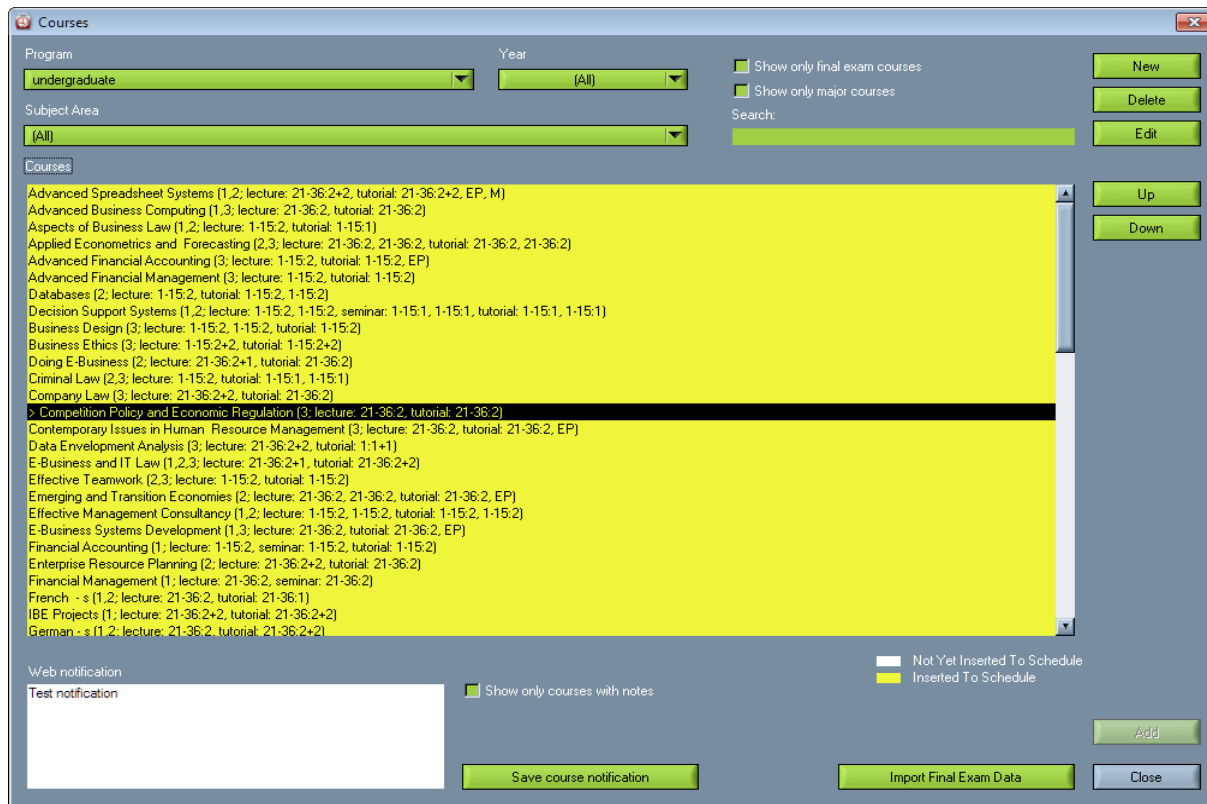 Courses
Program
Year
undergraduate
(All)
Show only final exam courses
Show only major courses
New
Delete
Edit
Subject Area
Search:
(All)
Courses
Advanced Spreadsheet Systems (1,2; lecture: 21-36:2+2, tutorial: 21-36:2+2, EP, M)
Advanced Business Computing (1,3; lecture: 21-36:2, tutorial: 21-36:2)
Aspects of Business Law (1,2; lecture: 1-15:2, tutorial: 1-15:1)
Applied Econometrics and  Forecasting (2,3; lecture: 21-36:2, 21-36:2, tutorial: 21-36:2, 21-36:2)
Advanced Financial Accounting (3; lecture: 1-15:2, tutorial: 1-15:2, EP)
Advanced Financial Management (3; lecture: 1-15:2, tutorial: 1-15:2)
Databases (2; lecture: 1-15:2, tutorial: 1-15:2, 1-15:2)
Decision Support Systems (1,2; lecture: 1-15:2, 1-15:2, seminar: 1-15:1, 1-15:1, tutorial: 1-15:1, 1-15:1)
Business Design (3; lecture: 1-15:2, 1-15:2, tutorial: 1-15:2)
Business Ethics (3; lecture: 1-15:2+2, tutorial: 1-15:2+2)
Doing E-Business (2; lecture: 21-36:2+1, tutorial: 21-36:2)
Criminal Law (2,3; lecture: 1-15:2, tutorial: 1-15:1, 1-15:1)
Company Law (3; lecture: 21-36:2+2, tutorial: 21-36:2)
> Competition Policy and Economic Regulation (3; lecture: 21-36:2, tutorial: 21-36:2)
Contemporary Issues in Human  Resource Management (3; lecture: 21-36:2, tutorial: 21-36:2, EP)
Data Envelopment Analysis (3; lecture: 21-36:2+2, tutorial: 1:1+1)
E-Business and IT Law (1,2,3; lecture: 21-36:2+1, tutorial: 21-36:2+2)
Effective Teamwork (2,3; lecture: 1-15:2, tutorial: 1-15:2)
Emerging and Transition Economies (2; lecture: 21-36:2, 21-36:2, tutorial: 21-36:2, EP)
Effective Management Consultancy (1,2; lecture: 1-15:2, 1-15:2, tutorial: 1-15:2, 1-15:2)
E-Business Systems Development (1,3; lecture: 21-36:2, tutorial: 21-36:2, EP)
Financial Accounting (1; lecture: 1-15:2, seminar: 1-15:2, tutorial: 1-15:2)
Enterprise Resource Planning (2; lecture: 21-36:2+2, tutorial: 21-36:2)
Financial Management (1; lecture: 21-36:2, seminar: 21-36:2)
French  - s (1,2; lecture: 21-36:2, tutorial: 21-36:1)
IBE Projects (1; lecture: 21-36:2+2, tutorial: 21-36:2+2)
German - s (1,2; lecture: 21-36:2, tutorial: 21-36:2+2)
Up
Down
Web notification
Test notification
Show only courses with notes
Not Yet Inserted To Schedule
Inserted To Schedule
Add
Save course notification
Import Final Exam Data
Close